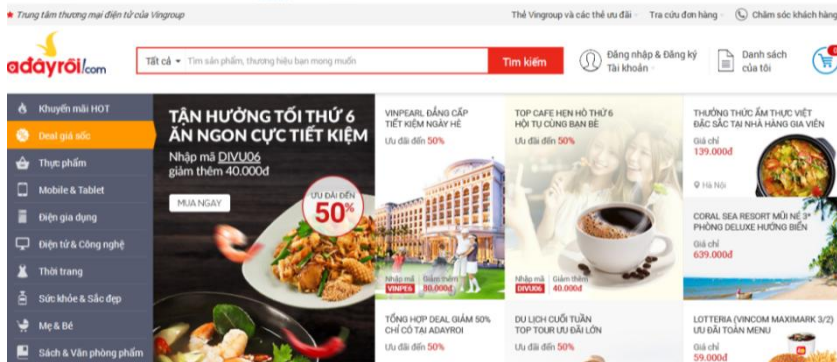 Trung tâm thương mại điện tử của Vingroup
Thẻ Vingroup và các thẻ ưu đãi
Tra cứu đơn hàng
Chăm sóc khách hàng
adâyrồi/com
Tất cả
Tìm sản phẩm, thương hiệu bạn mong muốn
Tìm kiếm
Đăng nhập & Đăng ký
Tài khoản
Danh sách
của tôi
0
Khuyến mãi HOT
Deal giá sốc
Thực phẩm
Mobile & Tablet
Điện gia dụng
Điện tử & Công nghệ
Thời trang
Sức khỏe & Sắc đẹp
Mẹ & Bé
Sách & Văn phòng phẩm
TẬN HƯỞNG TỐI THỨ 6
ĂN NGON CỰC TIẾT KIỆM
Nhập mã DIVU06
giảm thêm 40.000đ
MUA NGAY
ƯU ĐÃI ĐẾN
50%
VINPEARL ĐẲNG CẤP
TIẾT KIỆM NGÀY HÈ
Ưu đãi đến 50%
Nhập mã
Giảm thêm
VINPE6
80.000đ
TOP CAFE HẸN HÒ THỨ 6
HỘI TỤ CÙNG BẠN BÈ
Ưu đãi đến 50%
Nhập mã
Giảm thêm
DIVU06
40.000đ
THƯỞNG THỨC ẨM THỰC VIỆT
ĐẶC SẮC TẠI NHÀ HÀNG GIA VIÊN
Giá chỉ
139.000đ
Hà Nội
CORAL SEA RESORT MŨI NÉ 3*
PHÒNG DELUXE HƯỚNG BIỂN
Giá chỉ
639.000đ
TỔNG HỢP DEAL GIẢM 50%
CHỈ CÓ TẠI ADAYROI
Ưu đãi đến 50%
DU LỊCH CUỐI TUẦN
TOP TOUR ƯU ĐÃI LỚN
Ưu đãi đến 50%
LOTTERIA (VINCOM MAXIMARK 3/2)
ƯU ĐÃI TOÀN MENU
Giá chỉ
59.000đ